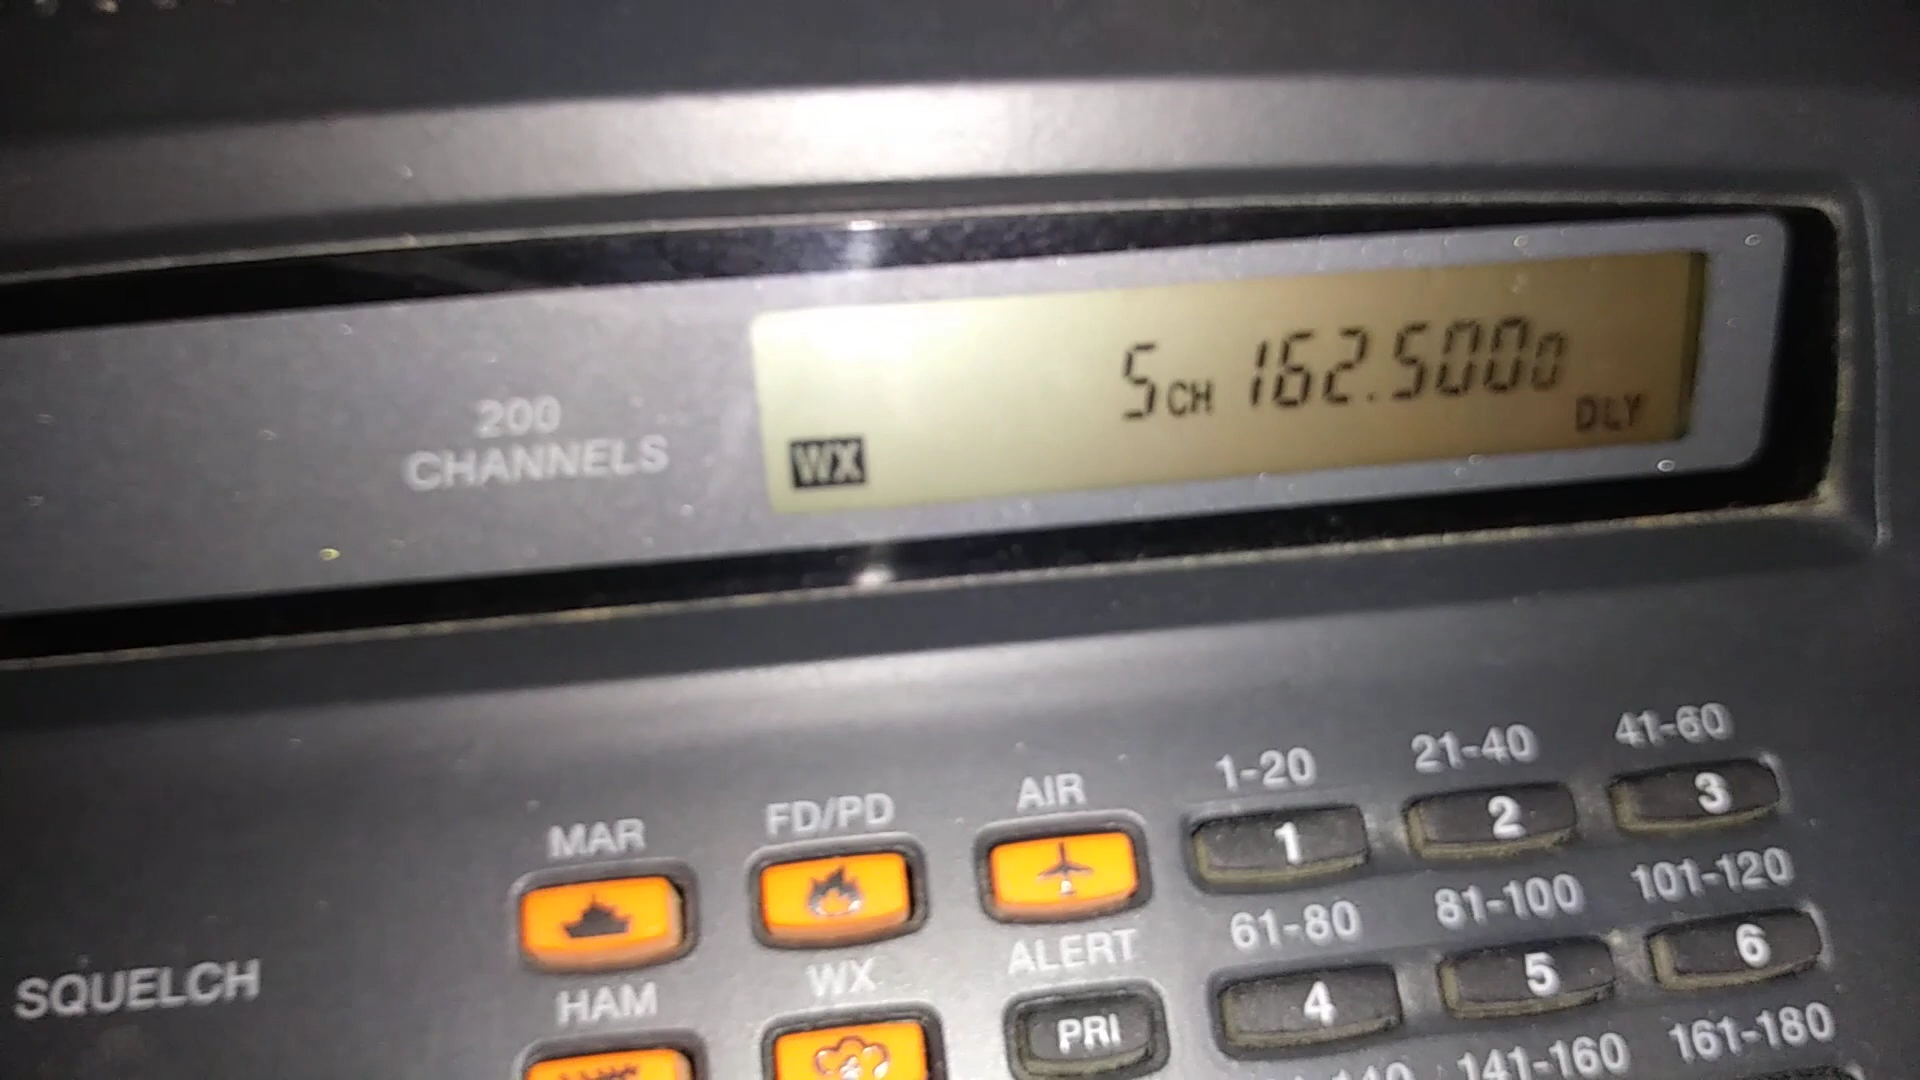 200
CHANNELS
5CH 162.5000
WX
DLY
MAR
FD/PD
AIR
1-20
21-40
41-60
1
2
3
SQUELCH
HAM
WX
ALERT
61-80
81-100
101-120
4
5
6
PRI
141-160
161-180